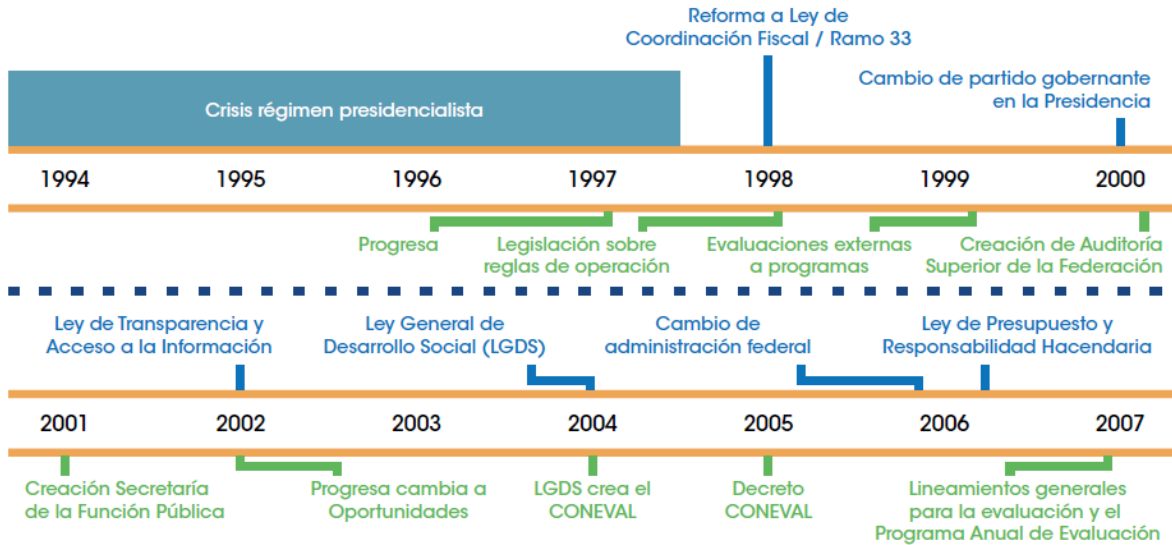 Reforma a Ley de
Coordinación Fiscal / Ramo 33
Cambio de partido gobernante
en la Presidencia
Crisis régimen presidencialista
1994 1995 1996 1997 1998 1999 2000
Progresa
Legislación sobre
reglas de operación
Evaluaciones externas
a programas
Creación de Auditoría
Superior de la Federación
Ley de Transparencia y
Acceso a la Información
Ley General de
Desarrollo Social (LGDS)
Cambio de
administración federal
Ley de Presupuesto y
Responsabilidad Hacendaria
2001 2002 2003 2004 2005 2006 2007
Creación Secretaría
de la Función Pública
Progresa cambia a
Oportunidades
LGDS crea el
CONEVAL
Decreto
CONEVAL
Lineamientos generales
para la evaluación y el
Programa Anual de Evaluación